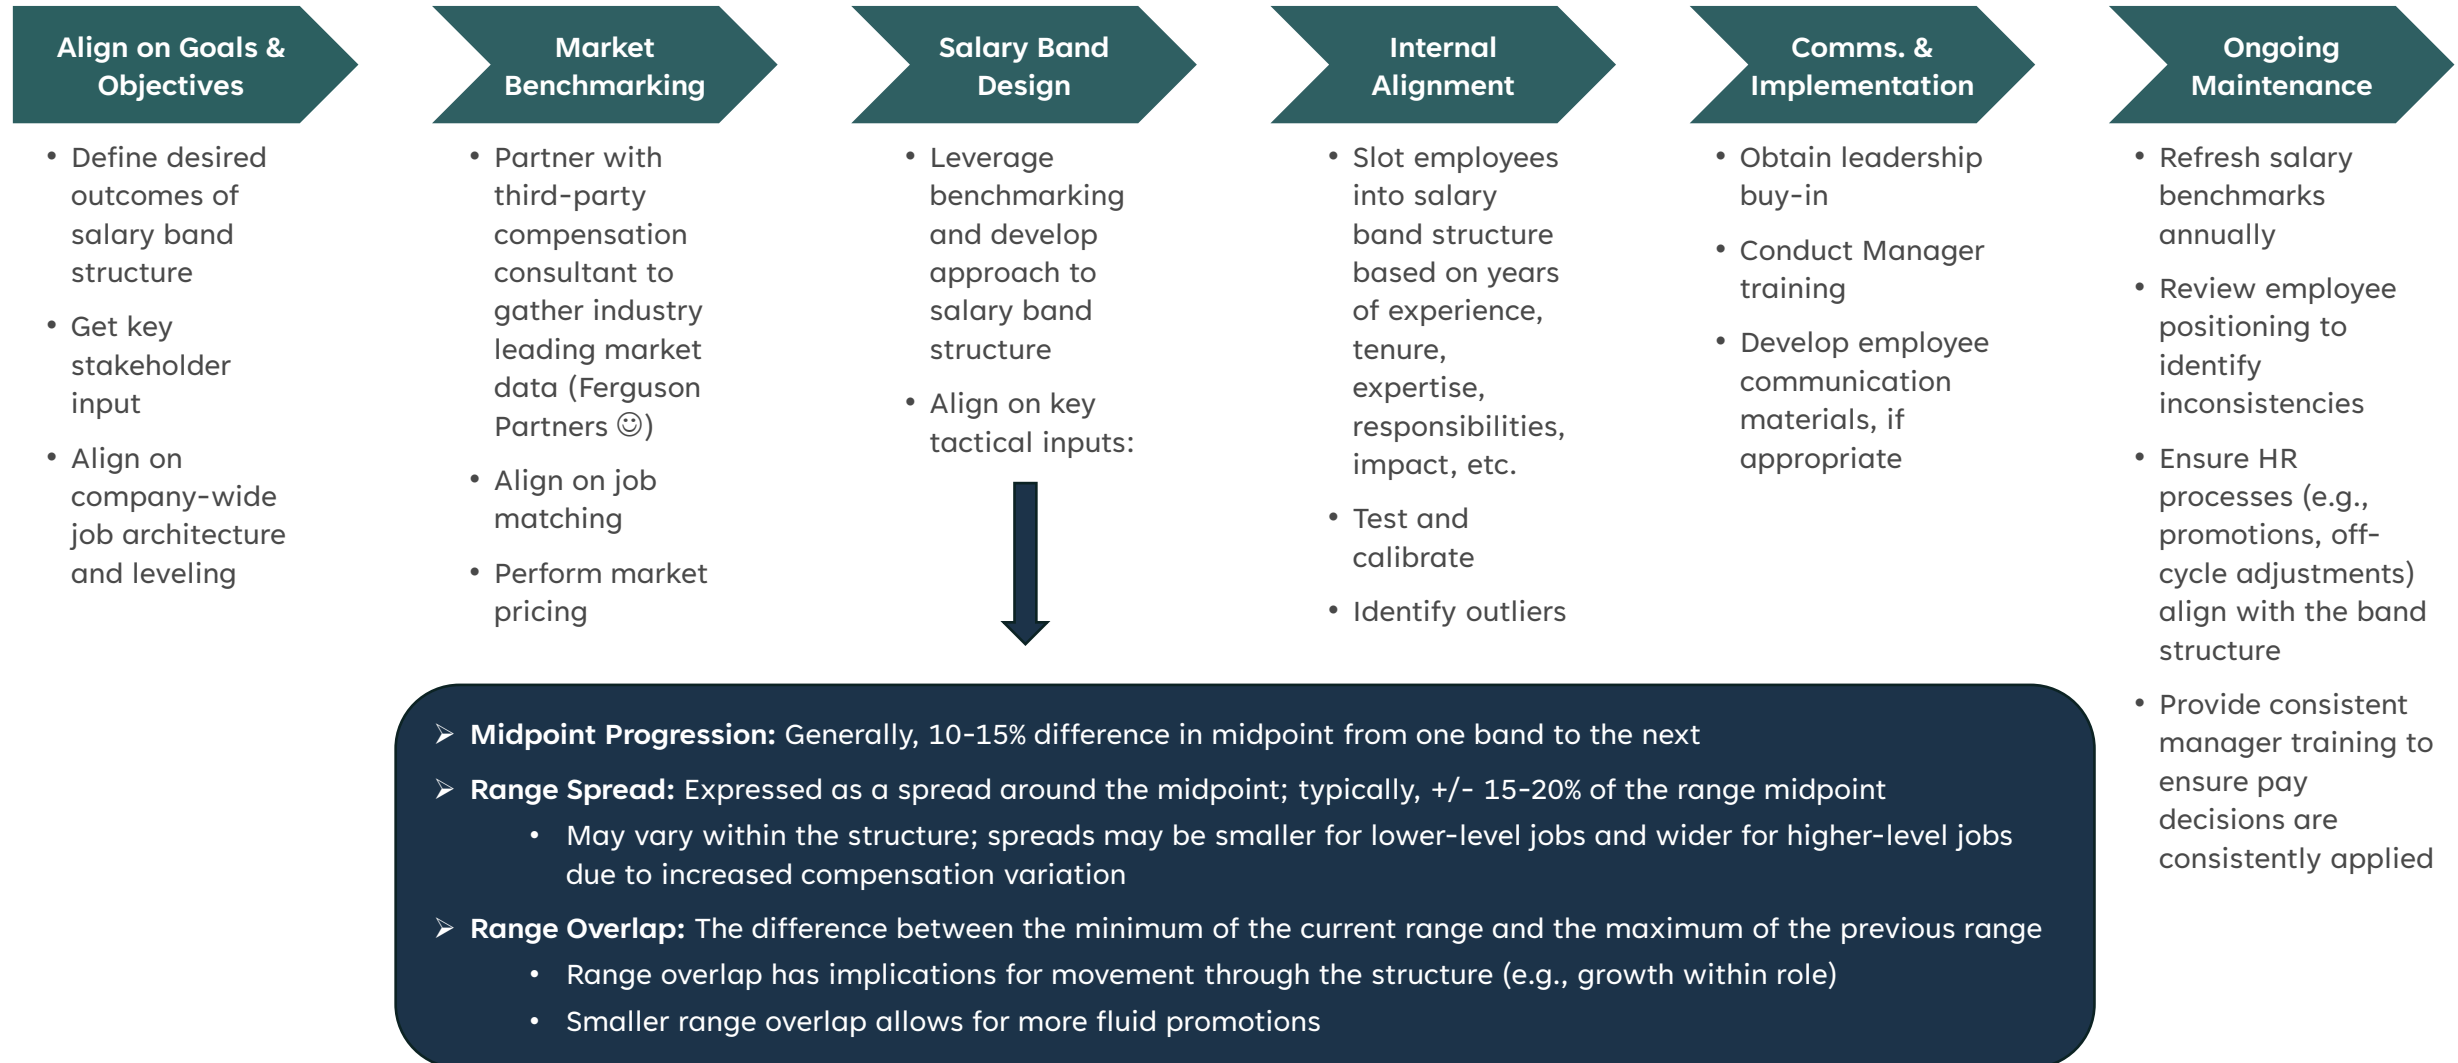 Align on Goals &
Objectives
• Define desired
outcomes of
salary band
structure
• Get key
stakeholder
input
• Align on
company-wide
job architecture
and leveling
Market
Benchmarking
• Partner with
third-party
compensation
consultant to
gather industry
leading market
data (Ferguson
Partners ☺)
• Align on job
matching
• Perform market
pricing
Salary Band
Design
• Leverage
benchmarking
and develop
approach to
salary band
structure
• Align on key
tactical inputs:
Internal
Alignment
• Slot employees
into salary
band structure
based on years
of experience,
tenure,
expertise,
responsibilities,
impact, etc.
• Test and
calibrate
• Identify outliers
Comms. &
Implementation
• Obtain leadership
buy-in
• Conduct Manager
training
• Develop employee
communication
materials, if
appropriate
Ongoing
Maintenance
• Refresh salary
benchmarks
annually
• Review employee
positioning to
identify
inconsistencies
• Ensure HR
processes (e.g.,
promotions, off-
cycle adjustments)
align with the band
structure
• Provide consistent
manager training to
ensure pay
decisions are
consistently applied
➢ Midpoint Progression: Generally, 10-15% difference in midpoint from one band to the next
➢ Range Spread: Expressed as a spread around the midpoint; typically, +/- 15-20% of the range midpoint
• May vary within the structure; spreads may be smaller for lower-level jobs and wider for higher-level jobs
due to increased compensation variation
➢ Range Overlap: The difference between the minimum of the current range and the maximum of the previous range
• Range overlap has implications for movement through the structure (e.g., growth within role)
• Smaller range overlap allows for more fluid promotions